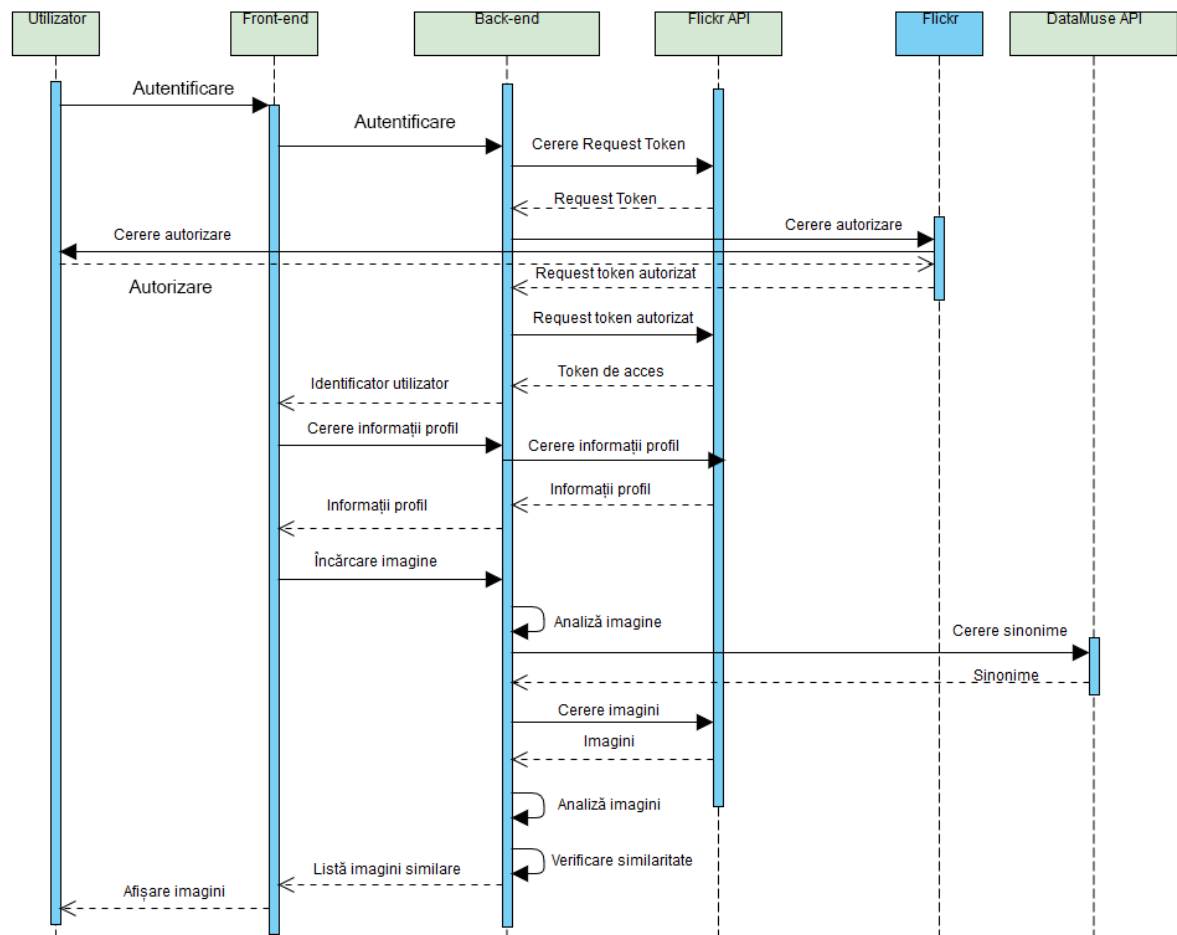 Utilizator
Front-end
Back-end
Flickr API
Flickr
DataMuse API
Autentificare
Autentificare
Cerere Request Token
Request Token
Cerere autorizare
Cerere autorizare
Autorizare
Request token autorizat
Request token autorizat
Token de acces
Identificator utilizator
Cerere informații profil
Cerere informații profil
Informații profil
Informații profil
Încărcare imagine
Analiză imagine
Cerere sinonime
Sinonime
Cerere imagini
Imagini
Analiză imagini
Verificare similaritate
Listă imagini similare
Afișare imagini